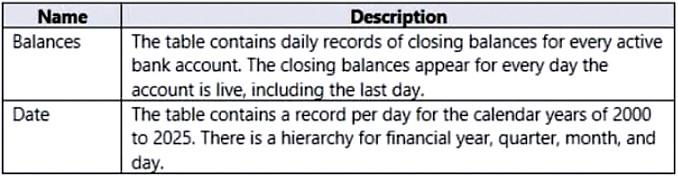 Name Description
Balances The table contains daily records of closing balances for every active
bank account. The closing balances appear for every day the
account is live, including the last day.
Date The table contains a record per day for the calendar years of 2000
to 2025. There is a hierarchy for financial year, quarter, month, and
day.